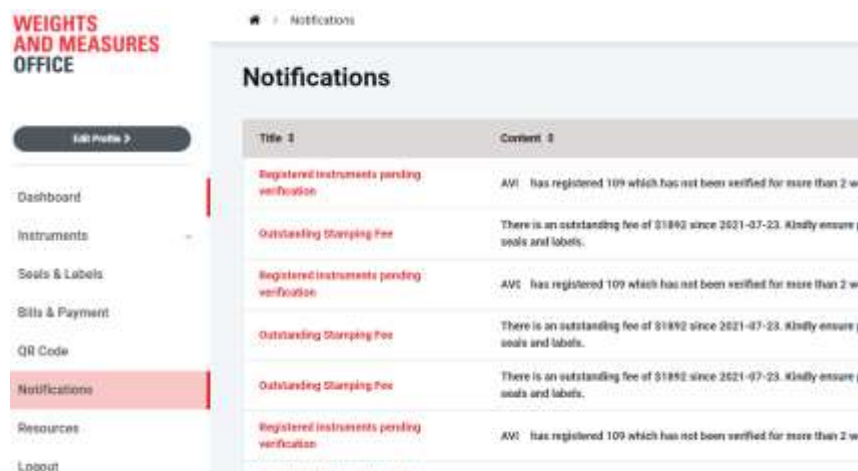 WEIGHTS
AND MEASURES
OFFICE
Edit Profile >
Dashboard
Instruments
Seals & Labels
Bills & Payment
QR Code
Notifications
Resources
Logout
/ Notifications
Notifications
Title Content
Registered instruments pending
verification
AVI has registered 109 which has not been verified for more than 2 w
Outstanding Stamping Fee
There is an outstanding fee of $1892 since 2021-07-23. Kindly ensure p
seals and labels.
Registered instruments pending
verification
AVI has registered 109 which has not been verified for more than 2 w
Outstanding Stamping Fee
There is an outstanding fee of $1892 since 2021-07-23. Kindly ensure p
seals and labels.
Outstanding Stamping Fee
There is an outstanding fee of $1892 since 2021-07-23. Kindly ensure p
seals and labels.
Registered instruments pending
verification
AVI has registered 109 which has not been verified for more than 2 w